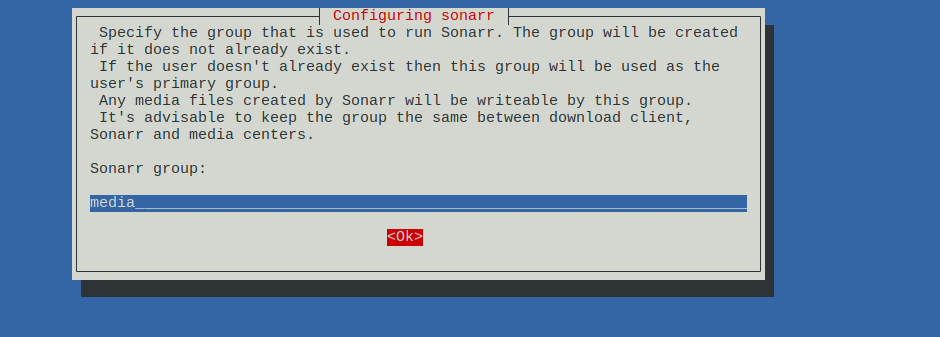 Configuring sonarr
Specify the group that is used to run Sonarr. The group will be created
if it does not already exist.
If the user doesn't already exist then this group will be used as the
user's primary group.
Any media files created by Sonarr will be writeable by this group.
It's advisable to keep the group the same between download client,
Sonarr and media centers.
Sonarr group:
media____________________________________________________________________
<Ok>